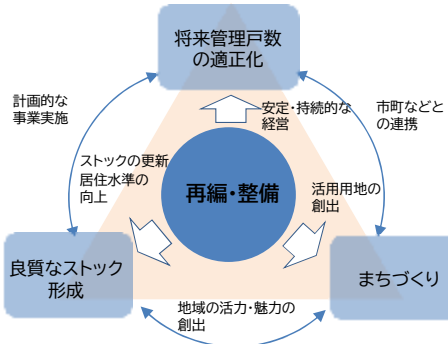 将来管理戸数
の適正化
計画的な
事業実施
安定・持続的な
経営
市町などと
の連携
ストックの更新
居住水準の
向上
再編・整備
活用用地の
創出
良質なストック
形成
まちづくり
地域の活力・魅力の
創出